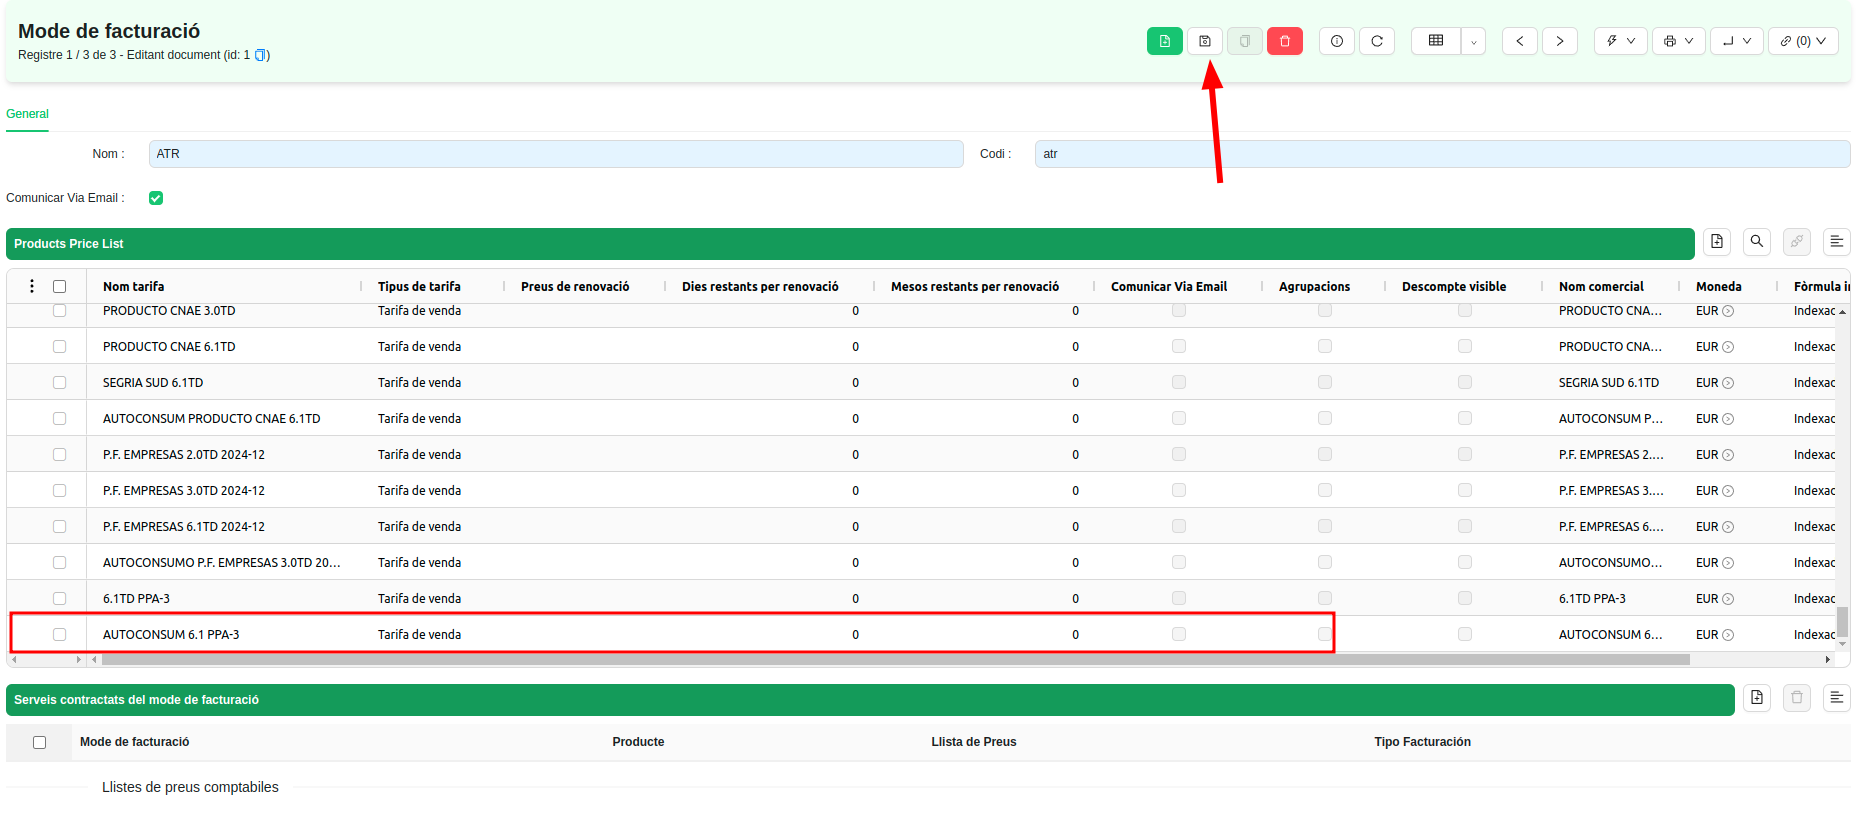 Mode de facturació
Registre 1 / 3 de 3 - Editant document (id: 1 )
(0)
General
Nom :
ATR
Codi :
atr
Comunicar Via Email :
Products Price List
Nom tarifa Tipus de tarifa Preus de renovació Dies restants per renovació Mesos restants per renovació Comunicar Via Email Agrupacions Descompte visible Nom comercial Moneda Fòrmula i
PRODUCTO CNAE 3.0TD Tarifa de venda 0 0 PRODUCTO CNA... EUR Indexac
PRODUCTO CNAE 6.1TD Tarifa de venda 0 0 PRODUCTO CNA... EUR Indexac
SEGRIA SUD 6.1TD Tarifa de venda 0 0 SEGRIA SUD 6.1TD EUR Indexac
AUTOCONSUM PRODUCTO CNAE 6.1TD Tarifa de venda 0 0 AUTOCONSUM P... EUR Indexac
P.F. EMPRESAS 2.0TD 2024-12 Tarifa de venda 0 0 P.F. EMPRESAS 2.... EUR Indexac
P.F. EMPRESAS 3.0TD 2024-12 Tarifa de venda 0 0 P.F. EMPRESAS 3.... EUR Indexac
P.F. EMPRESAS 6.1TD 2024-12 Tarifa de venda 0 0 P.F. EMPRESAS 6.... EUR Indexac
AUTOCONSUMO P.F. EMPRESAS 3.0TD 20... Tarifa de venda 0 0 AUTOCONSUMO... EUR Indexac
6.1TD PPA-3 Tarifa de venda 0 0 6.1TD PPA-3 EUR Indexac
AUTOCONSUM 6.1 PPA-3 Tarifa de venda 0 0 AUTOCONSUM 6... EUR Indexac
Serveis contractats del mode de facturació
Mode de facturació Producte Llista de Preus Tipo Facturación
Llistes de preus comptabiles